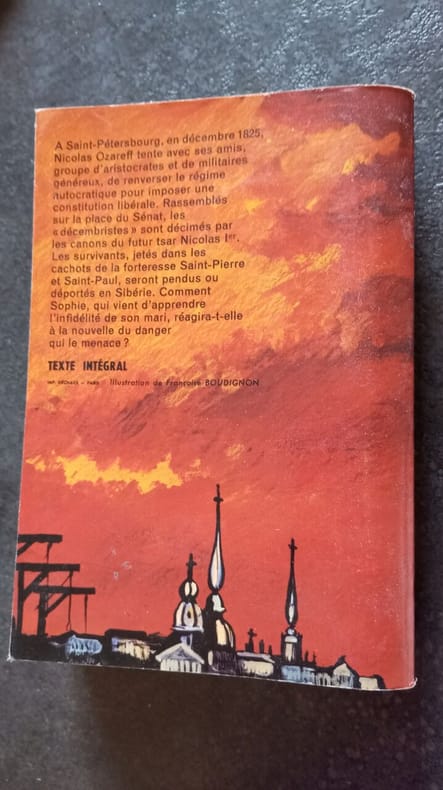 A Saint-Pétersbourg, en décembre 1825,
Nicolas Ozareff tente avec ses amis,
groupe d'aristocrates et de militaires
généreux, de renverser le régime
autocratique pour imposer une
constitution libérale. Rassemblés
sur la place du Sénat, les
« décembristes » sont décimés par
les canons du futur tsar Nicolas Ier.
Les survivants, jetés dans les
cachots de la forteresse Saint-Pierre
et Saint-Paul, seront pendus ou
déportés en Sibérie. Comment
Sophie, qui vient d'apprendre
l'infidélité de son mari, réagira-t-elle
à la nouvelle du danger
qui le menace ?
TEXTE INTÉGRAL
IMP. - PARIS Illustration de Françoise BOUDIGNON